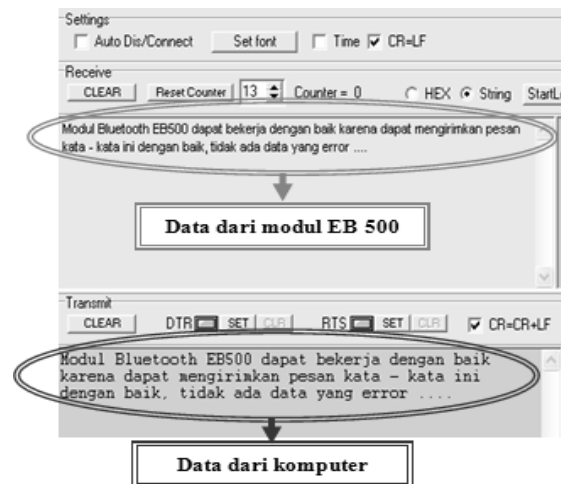 Settings
Auto Dis/Connect Set font Time CR=LF
Receive
CLEAR Reset Counter 13 Counter = 0 HEX String StartL
Modul Bluetooth EB500 dapat bekerja dengan baik karena dapat mengirimkan pesan
kata - kata ini dengan baik, tidak ada data yang error ....
Data dari modul EB 500
Transmit
CLEAR DTR SET CLR RTS SET CLR CR=CR+LF
Modul Bluetooth EB500 dapat bekerja dengan baik
karena dapat mengirimkan pesan kata - kata ini
dengan baik, tidak ada data yang error ....
Data dari komputer